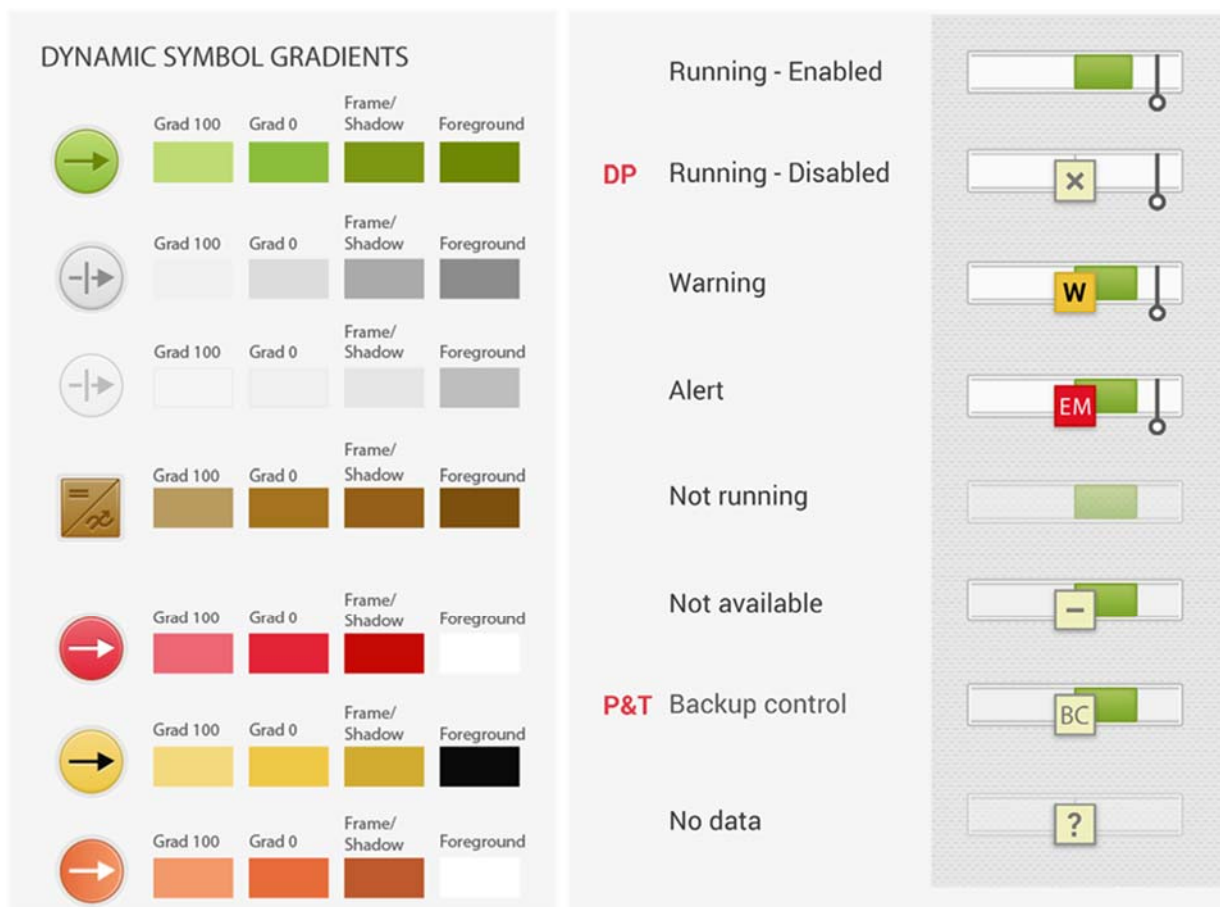 DYNAMIC SYMBOL GRADIENTS
Frame/
Grad 100 Grad 0 Shadow Foreground
Frame/
Grad 100 Grad 0 Shadow Foreground
Frame/
Grad 100 Grad 0 Shadow Foreground
Frame/
Grad 100 Grad 0 Shadow Foreground
Frame/
Grad 100 Grad 0 Shadow Foreground
Frame/
Grad 100 Grad 0 Shadow Foreground
Frame/
Grad 100 Grad 0 Shadow Foreground
Running - Enabled
DP Running - Disabled
Warning W
Alert EM
Not running
Not available
P&T Backup control BC
No data ?